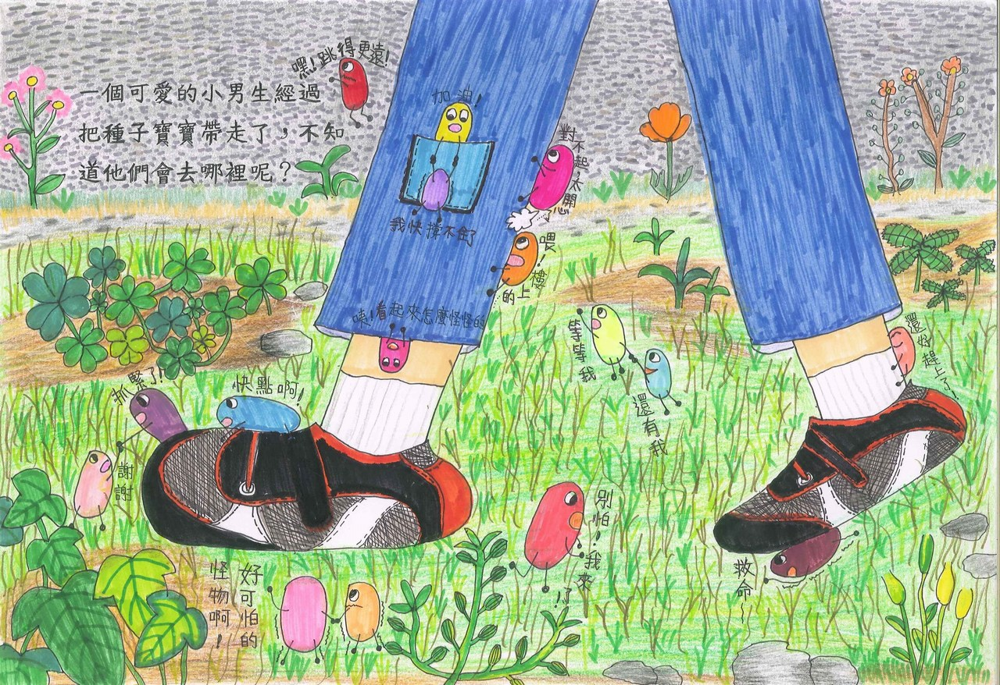 一個可愛的小男生經過
把種子寶寶帶走了，不知
道他們會去哪裡呢？
嘿！跳得更遠！
加油！
我快撐不住了
對不起，太開心了
喂！樓上的
咦！看起來怎麼怪怪的
等等我
還有我
還好趕上了！
抓緊了！
快點啊！
謝謝
別怕！我來了！
救命
好可怕的
怪物啊！